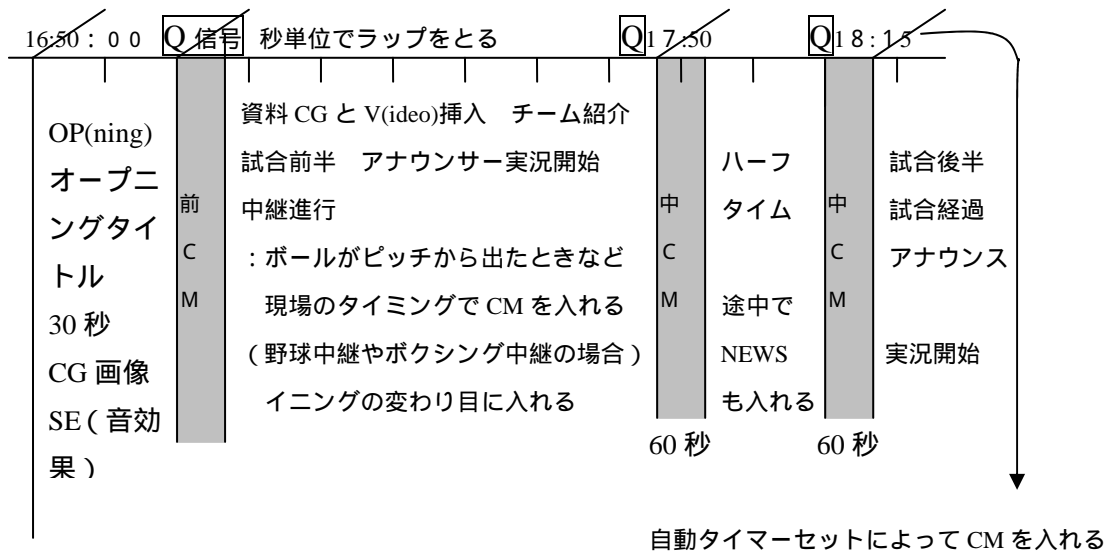 16:50：００ Q 信号 秒単位でラップをとる Q１７:50 Q１８:１５
OP(ning)
オープニ
ングタイ
トル
30 秒
CG 画像
SE（音効
果）
前
C
M
資料 CG と V(ideo)挿入　チーム紹介
試合前半　アナウンサー実況開始
中継進行
：ボールがピッチから出たときなど
現場のタイミングで CM を入れる
（野球中継やボクシング中継の場合）
イニングの変わり目に入れる
中
C
M
60 秒
ハーフ
タイム
途中で
NEWS
も入れる
中
C
M
60 秒
試合後半
試合経過
アナウンス
実況開始
自動タイマーセットによって CM を入れる